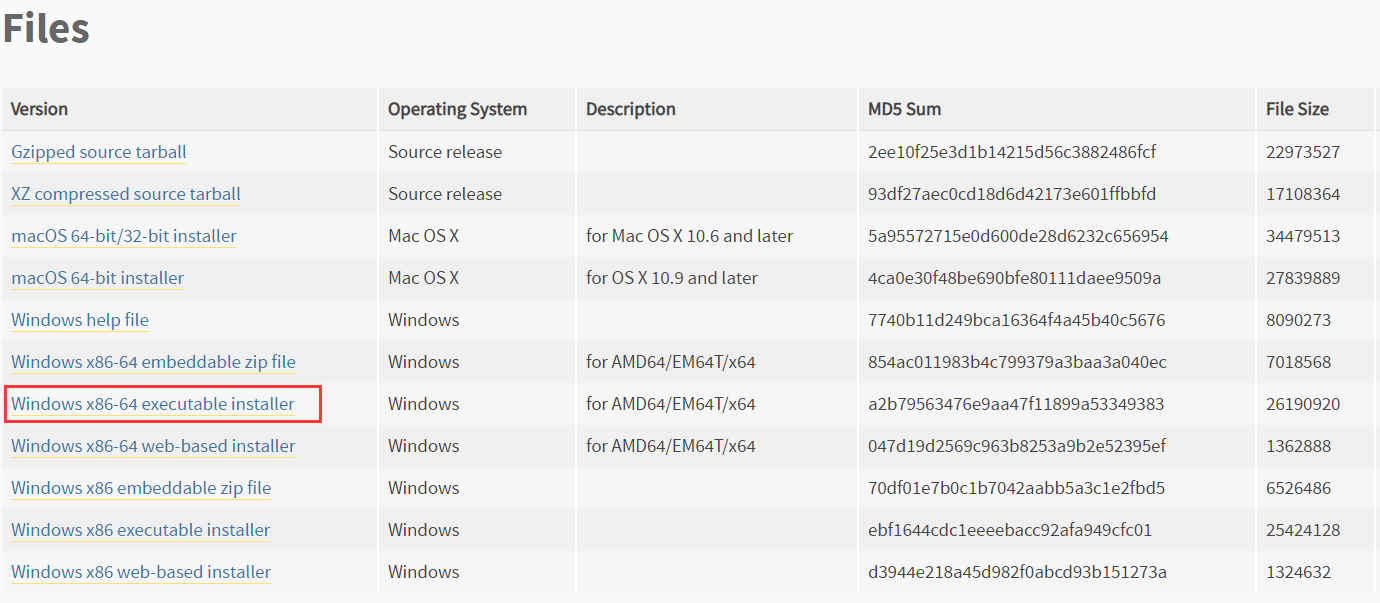 Files
Version Operating System Description MD5 Sum File Size
Gzipped source tarball Source release 2ee10f25e3d1b14215d56c3882486fcf 22973527
XZ compressed source tarball Source release 93df27aec0cd18d6d42173e601ffbbfd 17108364
macOS 64-bit/32-bit installer Mac OS X for Mac OS X 10.6 and later 5a95572715e0d600de28d6232c656954 34479513
macOS 64-bit installer Mac OS X for OS X 10.9 and later 4ca0e30f48be690bfe80111daee9509a 27839889
Windows help file Windows 7740b11d249bca16364f4a45b40c5676 8090273
Windows x86-64 embeddable zip file Windows for AMD64/EM64T/x64 854ac011983b4c799379a3baa3a040ec 7018568
Windows x86-64 executable installer Windows for AMD64/EM64T/x64 a2b79563476e9aa47f11899a53349383 26190920
Windows x86-64 web-based installer Windows for AMD64/EM64T/x64 047d19d2569c963b8253a9b2e52395ef 1362888
Windows x86 embeddable zip file Windows 70df01e7b0c1b7042aabb5a3c1e2fbd5 6526486
Windows x86 executable installer Windows ebf1644cdc1eeeebacc92afa949cfc01 25424128
Windows x86 web-based installer Windows d3944e218a45d982f0abcd93b151273a 1324632